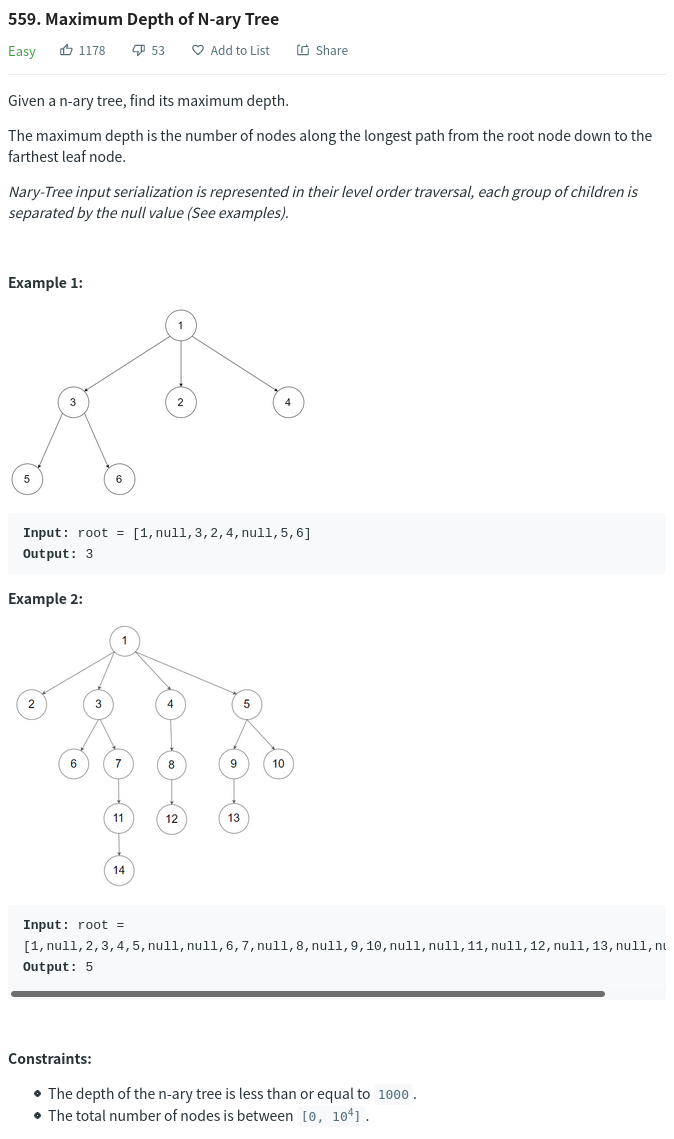 559. Maximum Depth of N-ary Tree
Easy 1178 53 Add to List Share
Given a n-ary tree, find its maximum depth.
The maximum depth is the number of nodes along the longest path from the root node down to the
farthest leaf node.
Nary-Tree input serialization is represented in their level order traversal, each group of children is
separated by the null value (See examples).
Example 1:
1
3 2 4
5 6
Input: root = [1,null,3,2,4,null,5,6]
Output: 3
Example 2:
1
2 3 4 5
6 7 8 9 10
11 12 13
14
Input: root =
[1,null,2,3,4,5,null,null,6,7,null,8,null,9,10,null,null,11,null,12,null,13,null,nu
Output: 5
Constraints:
• The depth of the n-ary tree is less than or equal to 1000 .
• The total number of nodes is between [0, 10⁴] .